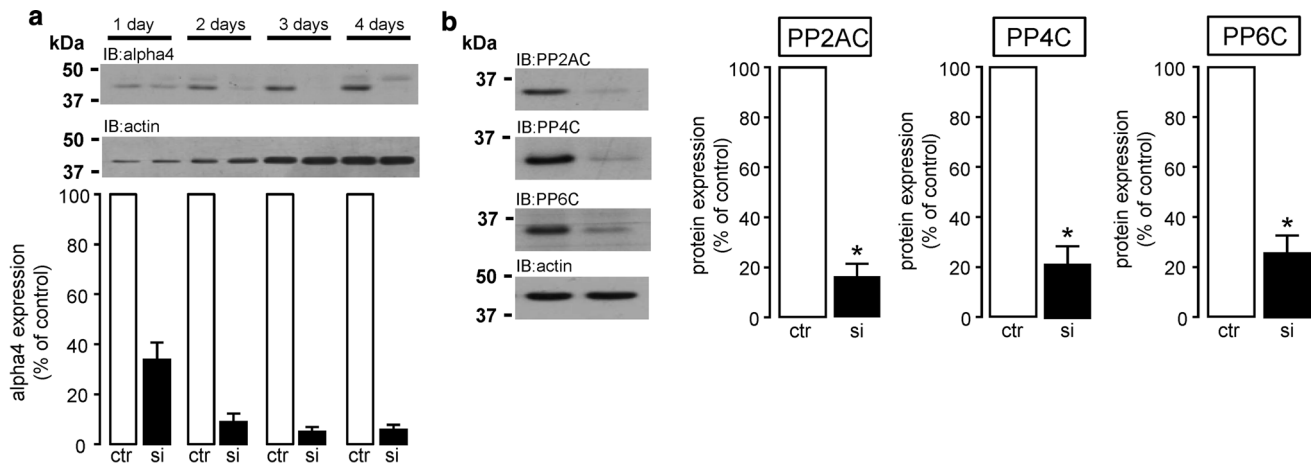 a
1 day 2 days 3 days 4 days
kDa
IB:alpha4
50
37
IB:actin
50
37
alpha4 expression
(% of control)
100
80
60
40
20
0
ctr si ctr si ctr si ctr si
b
kDa
IB:PP2AC
37
IB:PP4C
37
IB:PP6C
37
IB:actin
50
37
PP2AC
protein expression
(% of control)
100
80
60
40
20
0
*
ctr si
PP4C
protein expression
(% of control)
100
80
60
40
20
0
*
ctr si
PP6C
protein expression
(% of control)
100
80
60
40
20
0
*
ctr si